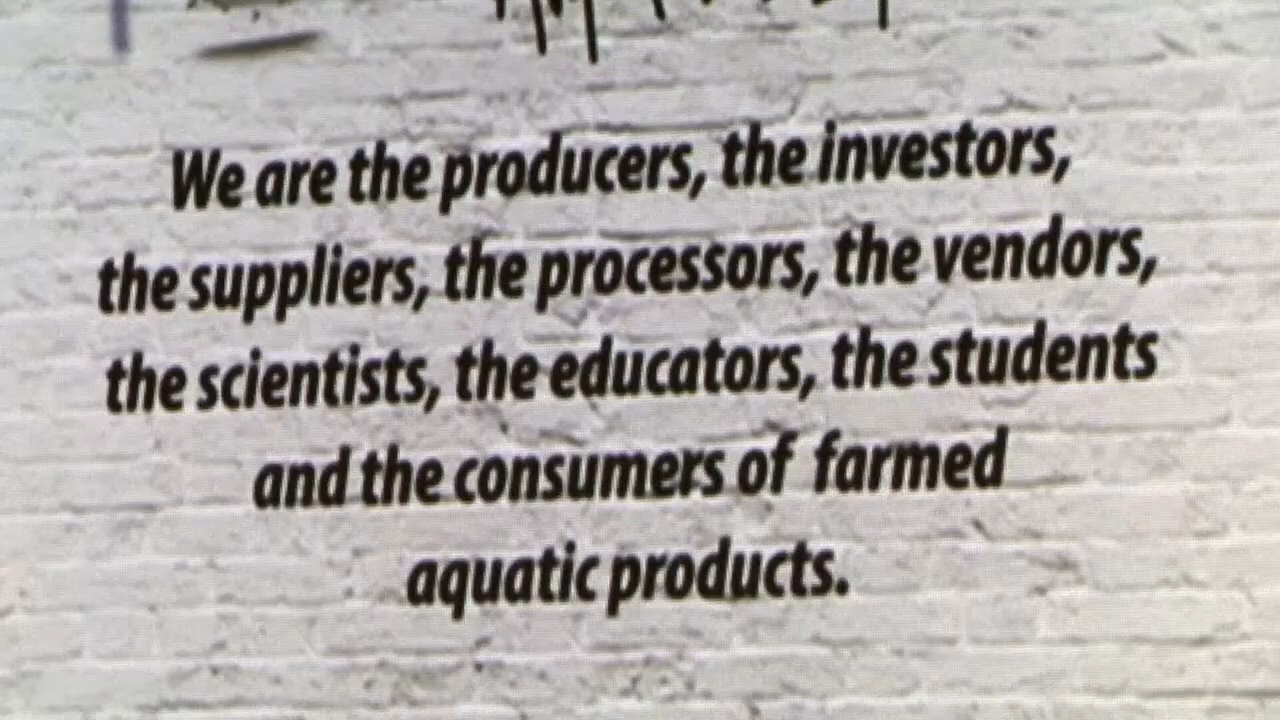 We are the producers, the investors,
the suppliers, the processors, the vendors,
the scientists, the educators, the students
and the consumers of farmed
aquatic products.